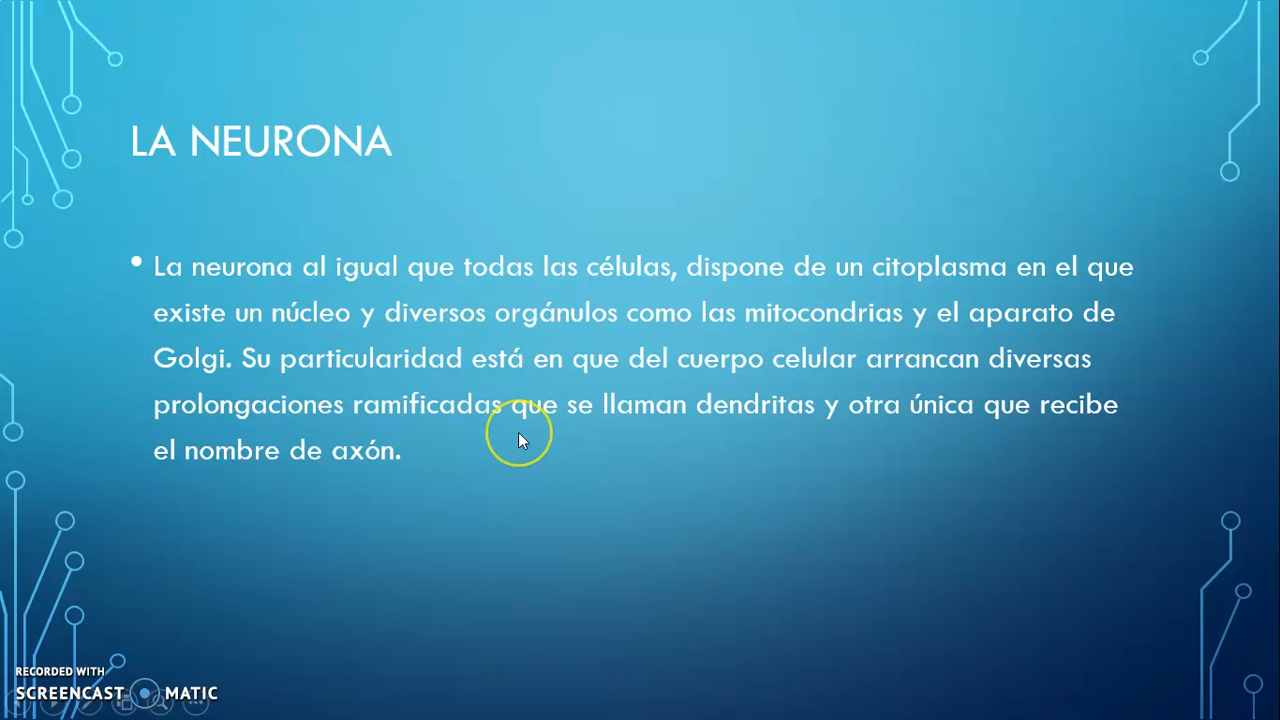 LA NEURONA
• La neurona al igual que todas las células, dispone de un citoplasma en el que
existe un núcleo y diversos orgánulos como las mitocondrias y el aparato de
Golgi. Su particularidad está en que del cuerpo celular arrancan diversas
prolongaciones ramificadas que se llaman dendritas y otra única que recibe
el nombre de axón.
RECORDED WITH
SCREENCAST MATIC